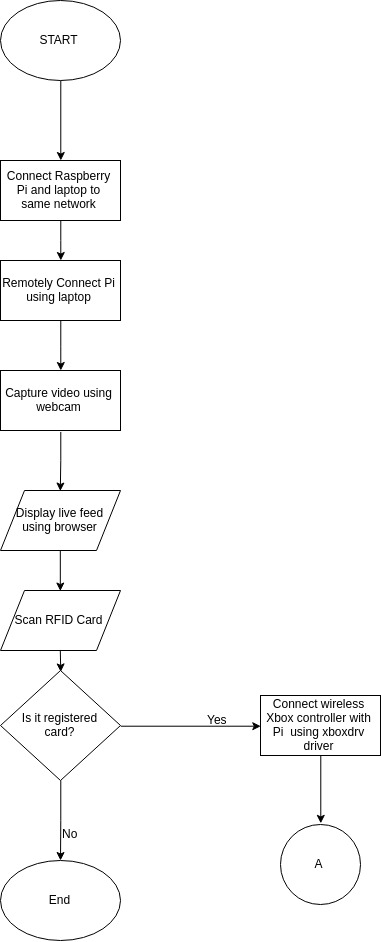 START
Connect Raspberry
Pi and laptop to
same network
Remotely Connect Pi
using laptop
Capture video using
webcam
Display live feed
using browser
Scan RFID Card
Is it registered
card?
Yes
Connect wireless
Xbox controller with
Pi  using xboxdrv
driver
No
A
End